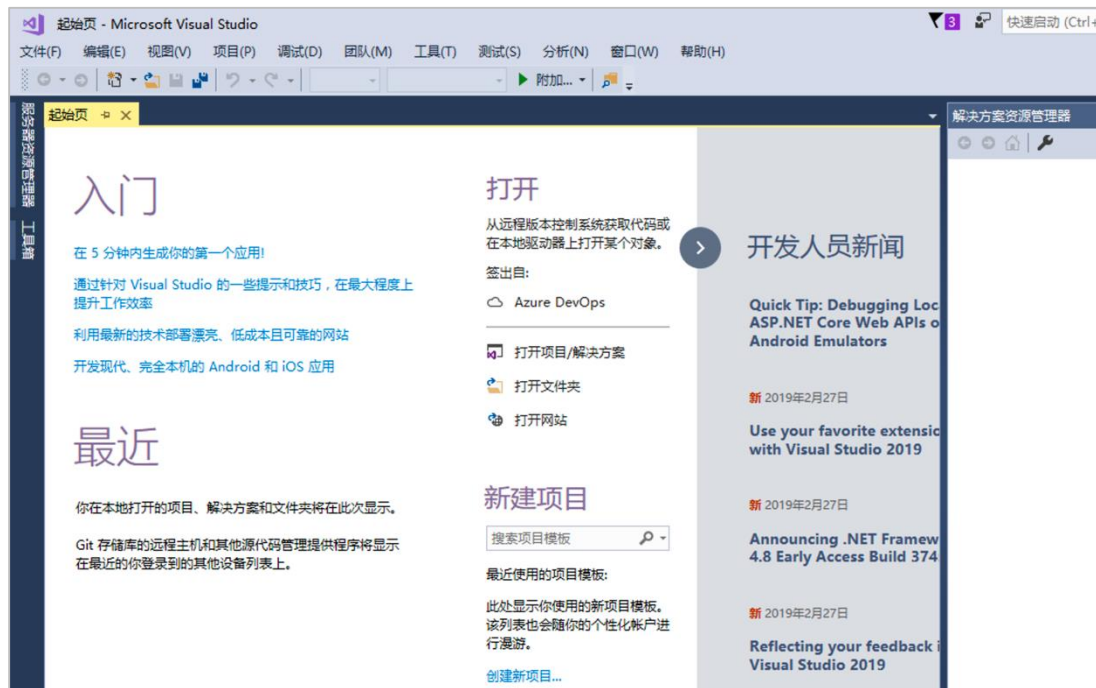 起始页 - Microsoft Visual Studio
3
快速启动 (Ctrl+
文件(F) 编辑(E) 视图(V) 项目(P) 调试(D) 团队(M) 工具(T) 测试(S) 分析(N) 窗口(W) 帮助(H)
附加...
服务器资源管理器
工具箱
起始页
入门
在 5 分钟内生成你的第一个应用!
通过针对 Visual Studio 的一些提示和技巧，在最大程度上
提升工作效率
利用最新的技术部署漂亮、低成本且可靠的网站
开发现代、完全本机的 Android 和 iOS 应用
最近
你在本地打开的项目、解决方案和文件夹将在此次显示。
Git 存储库的远程主机和其他源代码管理提供程序将显示
在最近的你登录到的其他设备列表上。
打开
从远程版本控制系统获取代码或
在本地驱动器上打开某个对象。
签出自:
Azure DevOps
打开项目/解决方案
打开文件夹
打开网站
新建项目
搜索项目模板
最近使用的项目模板:
此处显示你使用的新项目模板。
该列表也会随你的个性化帐户进
行漫游。
创建新项目...
开发人员新闻
Quick Tip: Debugging Loc
ASP.NET Core Web APIs o
Android Emulators
新 2019年2月27日
Use your favorite extensio
with Visual Studio 2019
新 2019年2月27日
Announcing .NET Framew
4.8 Early Access Build 374
新 2019年2月27日
Reflecting your feedback i
Visual Studio 2019
解决方案资源管理器